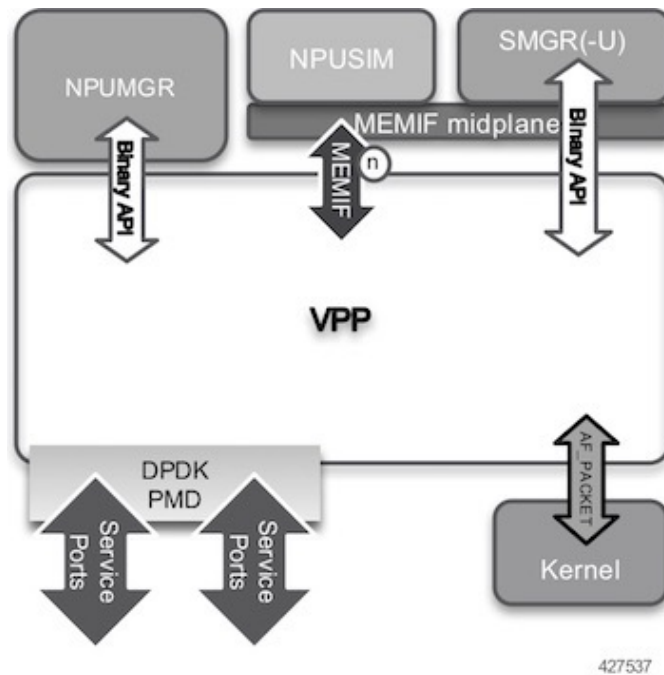 NPUMGR
NPUSIM
SMGR(-U)
MEMIF midplane
Binary API
MEMIF
n
Binary API
VPP
DPDK
PMD
AF_PACKET
Service
Ports
Service
Ports
Kernel
427537